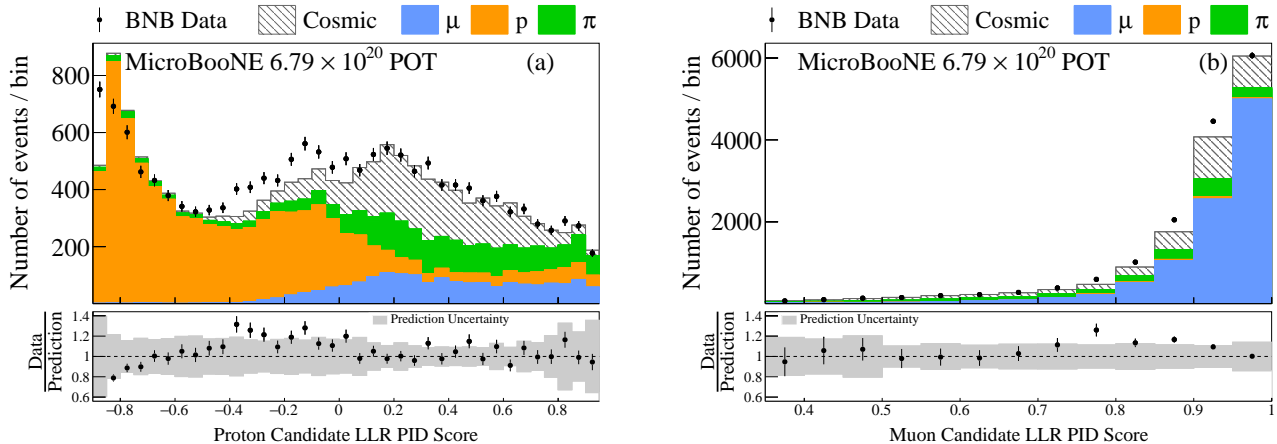 BNB Data Cosmic μ p π
MicroBooNE 6.79 × 10²⁰ POT (a)
Number of events / bin
800
600
400
200
Prediction Uncertainty
Data
Prediction
1.4
1.2
1
0.8
0.6
−0.8 −0.6 −0.4 −0.2 0 0.2 0.4 0.6 0.8
Proton Candidate LLR PID Score
BNB Data Cosmic μ p π
MicroBooNE 6.79 × 10²⁰ POT (b)
Number of events / bin
6000
4000
2000
Prediction Uncertainty
Data
Prediction
1.4
1.2
1
0.8
0.6
0.4 0.5 0.6 0.7 0.8 0.9 1
Muon Candidate LLR PID Score